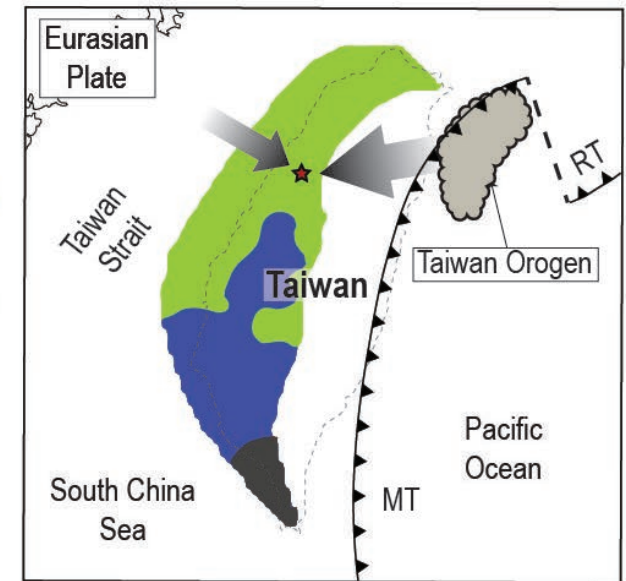 Eurasian
Plate
Taiwan
Strait
RT
Taiwan Orogen
Taiwan
Pacific
Ocean
South China
Sea
MT